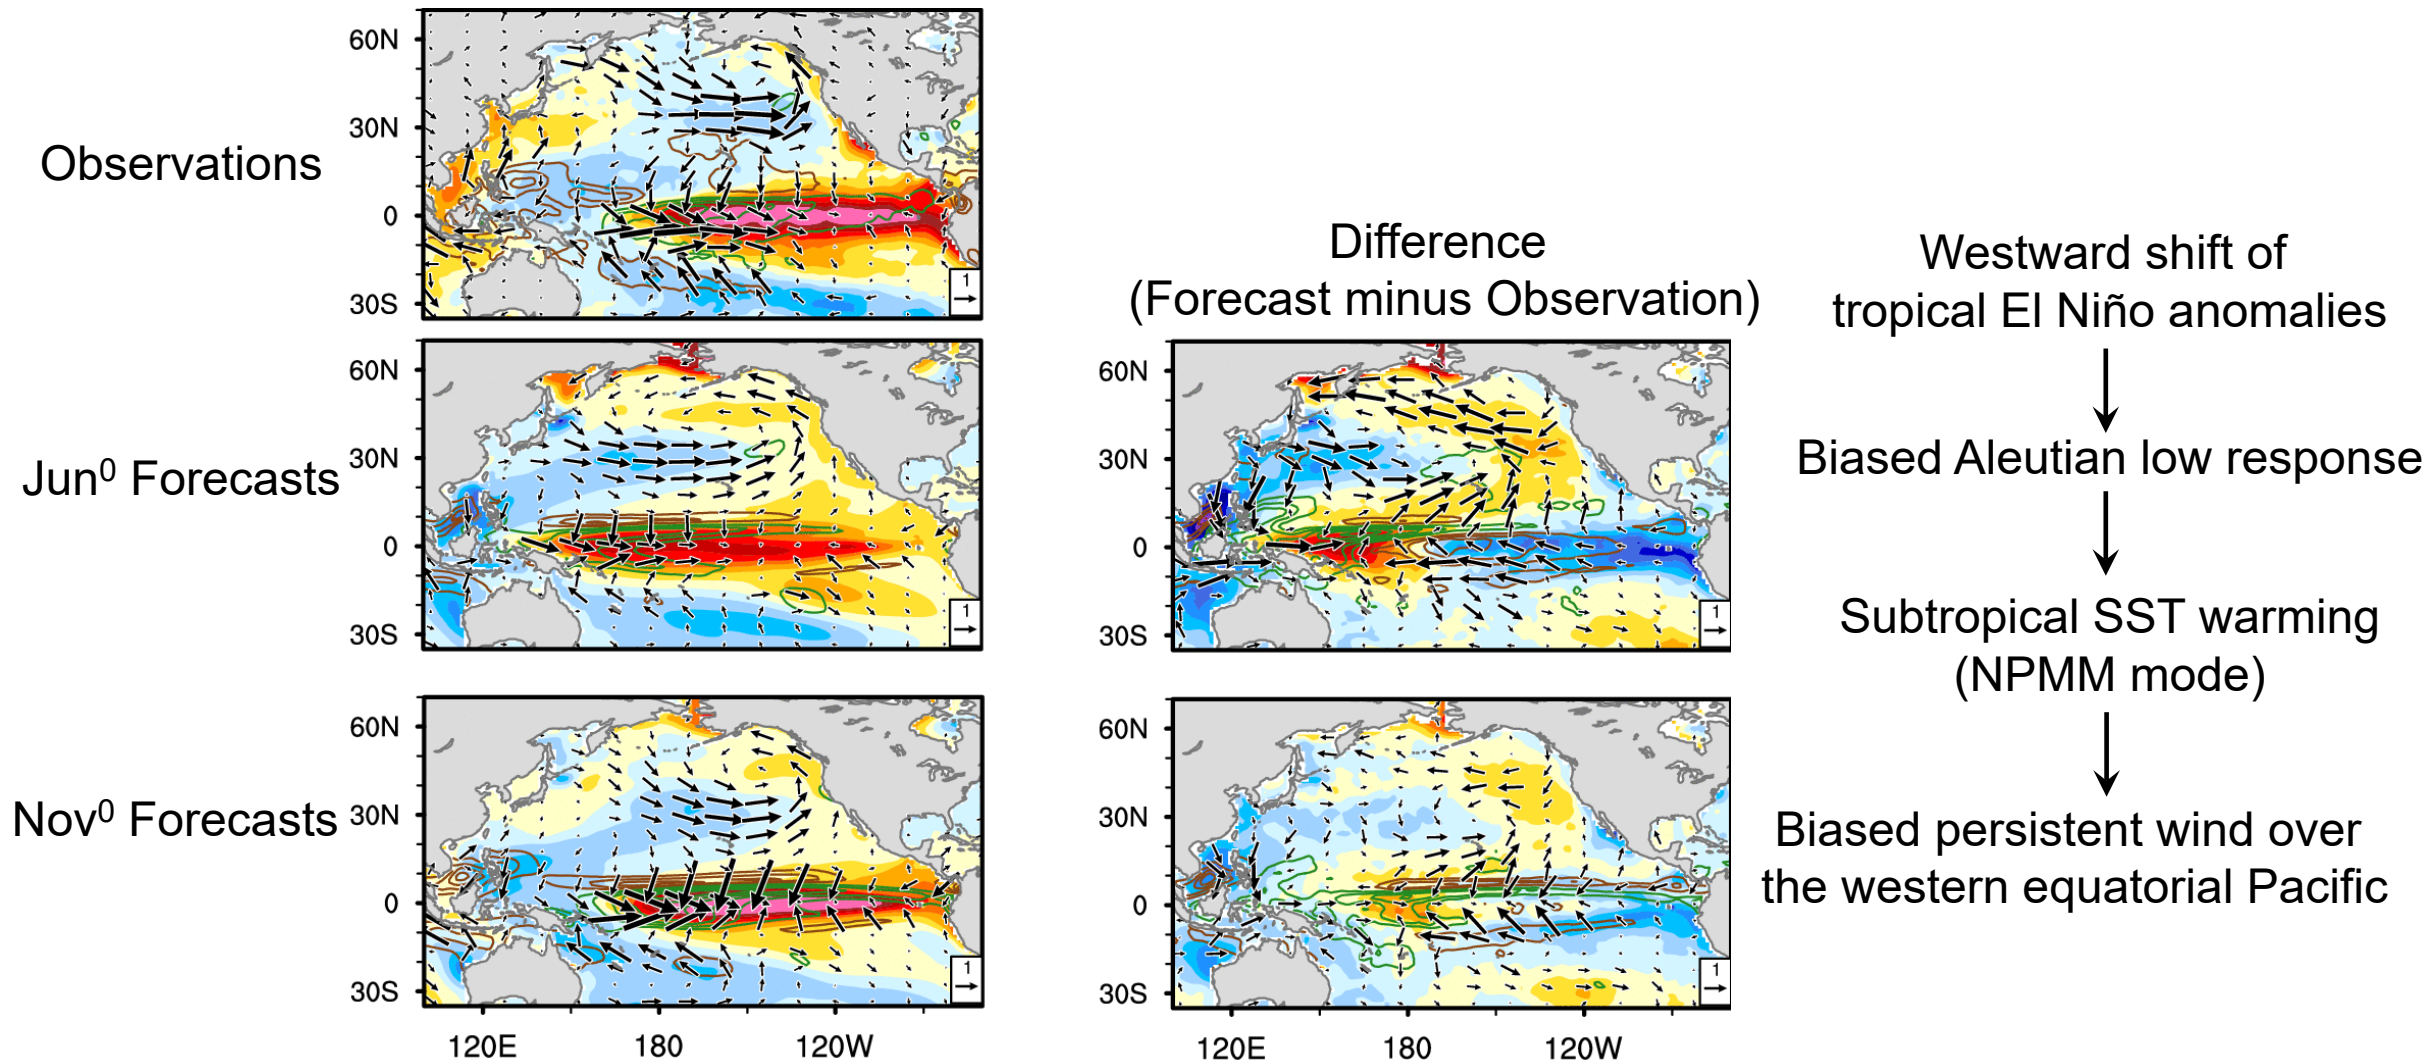 Observations
60N
30N
0
30S
1
Jun⁰ Forecasts
60N
30N
0
30S
1
Nov⁰ Forecasts
60N
30N
0
30S
1
120E 180 120W
Difference
(Forecast minus Observation)
60N
30N
0
30S
1
60N
30N
0
30S
1
120E 180 120W
Westward shift of
tropical El Niño anomalies
Biased Aleutian low response
Subtropical SST warming
(NPMM mode)
Biased persistent wind over
the western equatorial Pacific